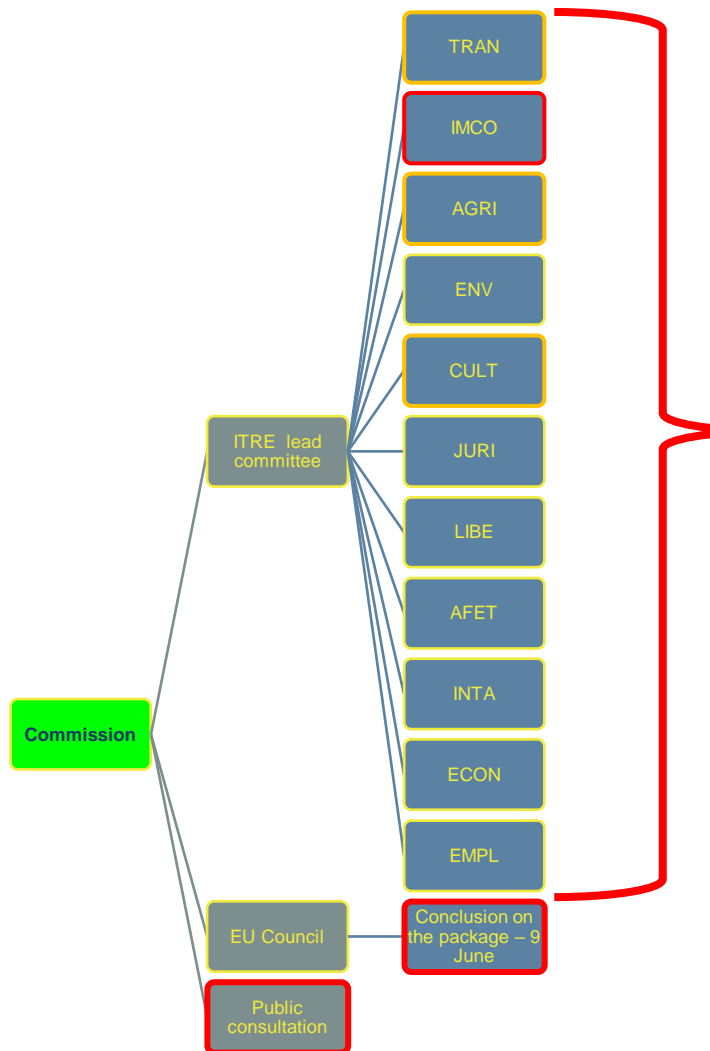 TRAN
IMCO
AGRI
ENV
CULT
ITRE lead
committee
JURI
LIBE
AFET
INTA
Commission
ECON
EMPL
EU Council
Conclusion on
the package – 9
June
Public
consultation